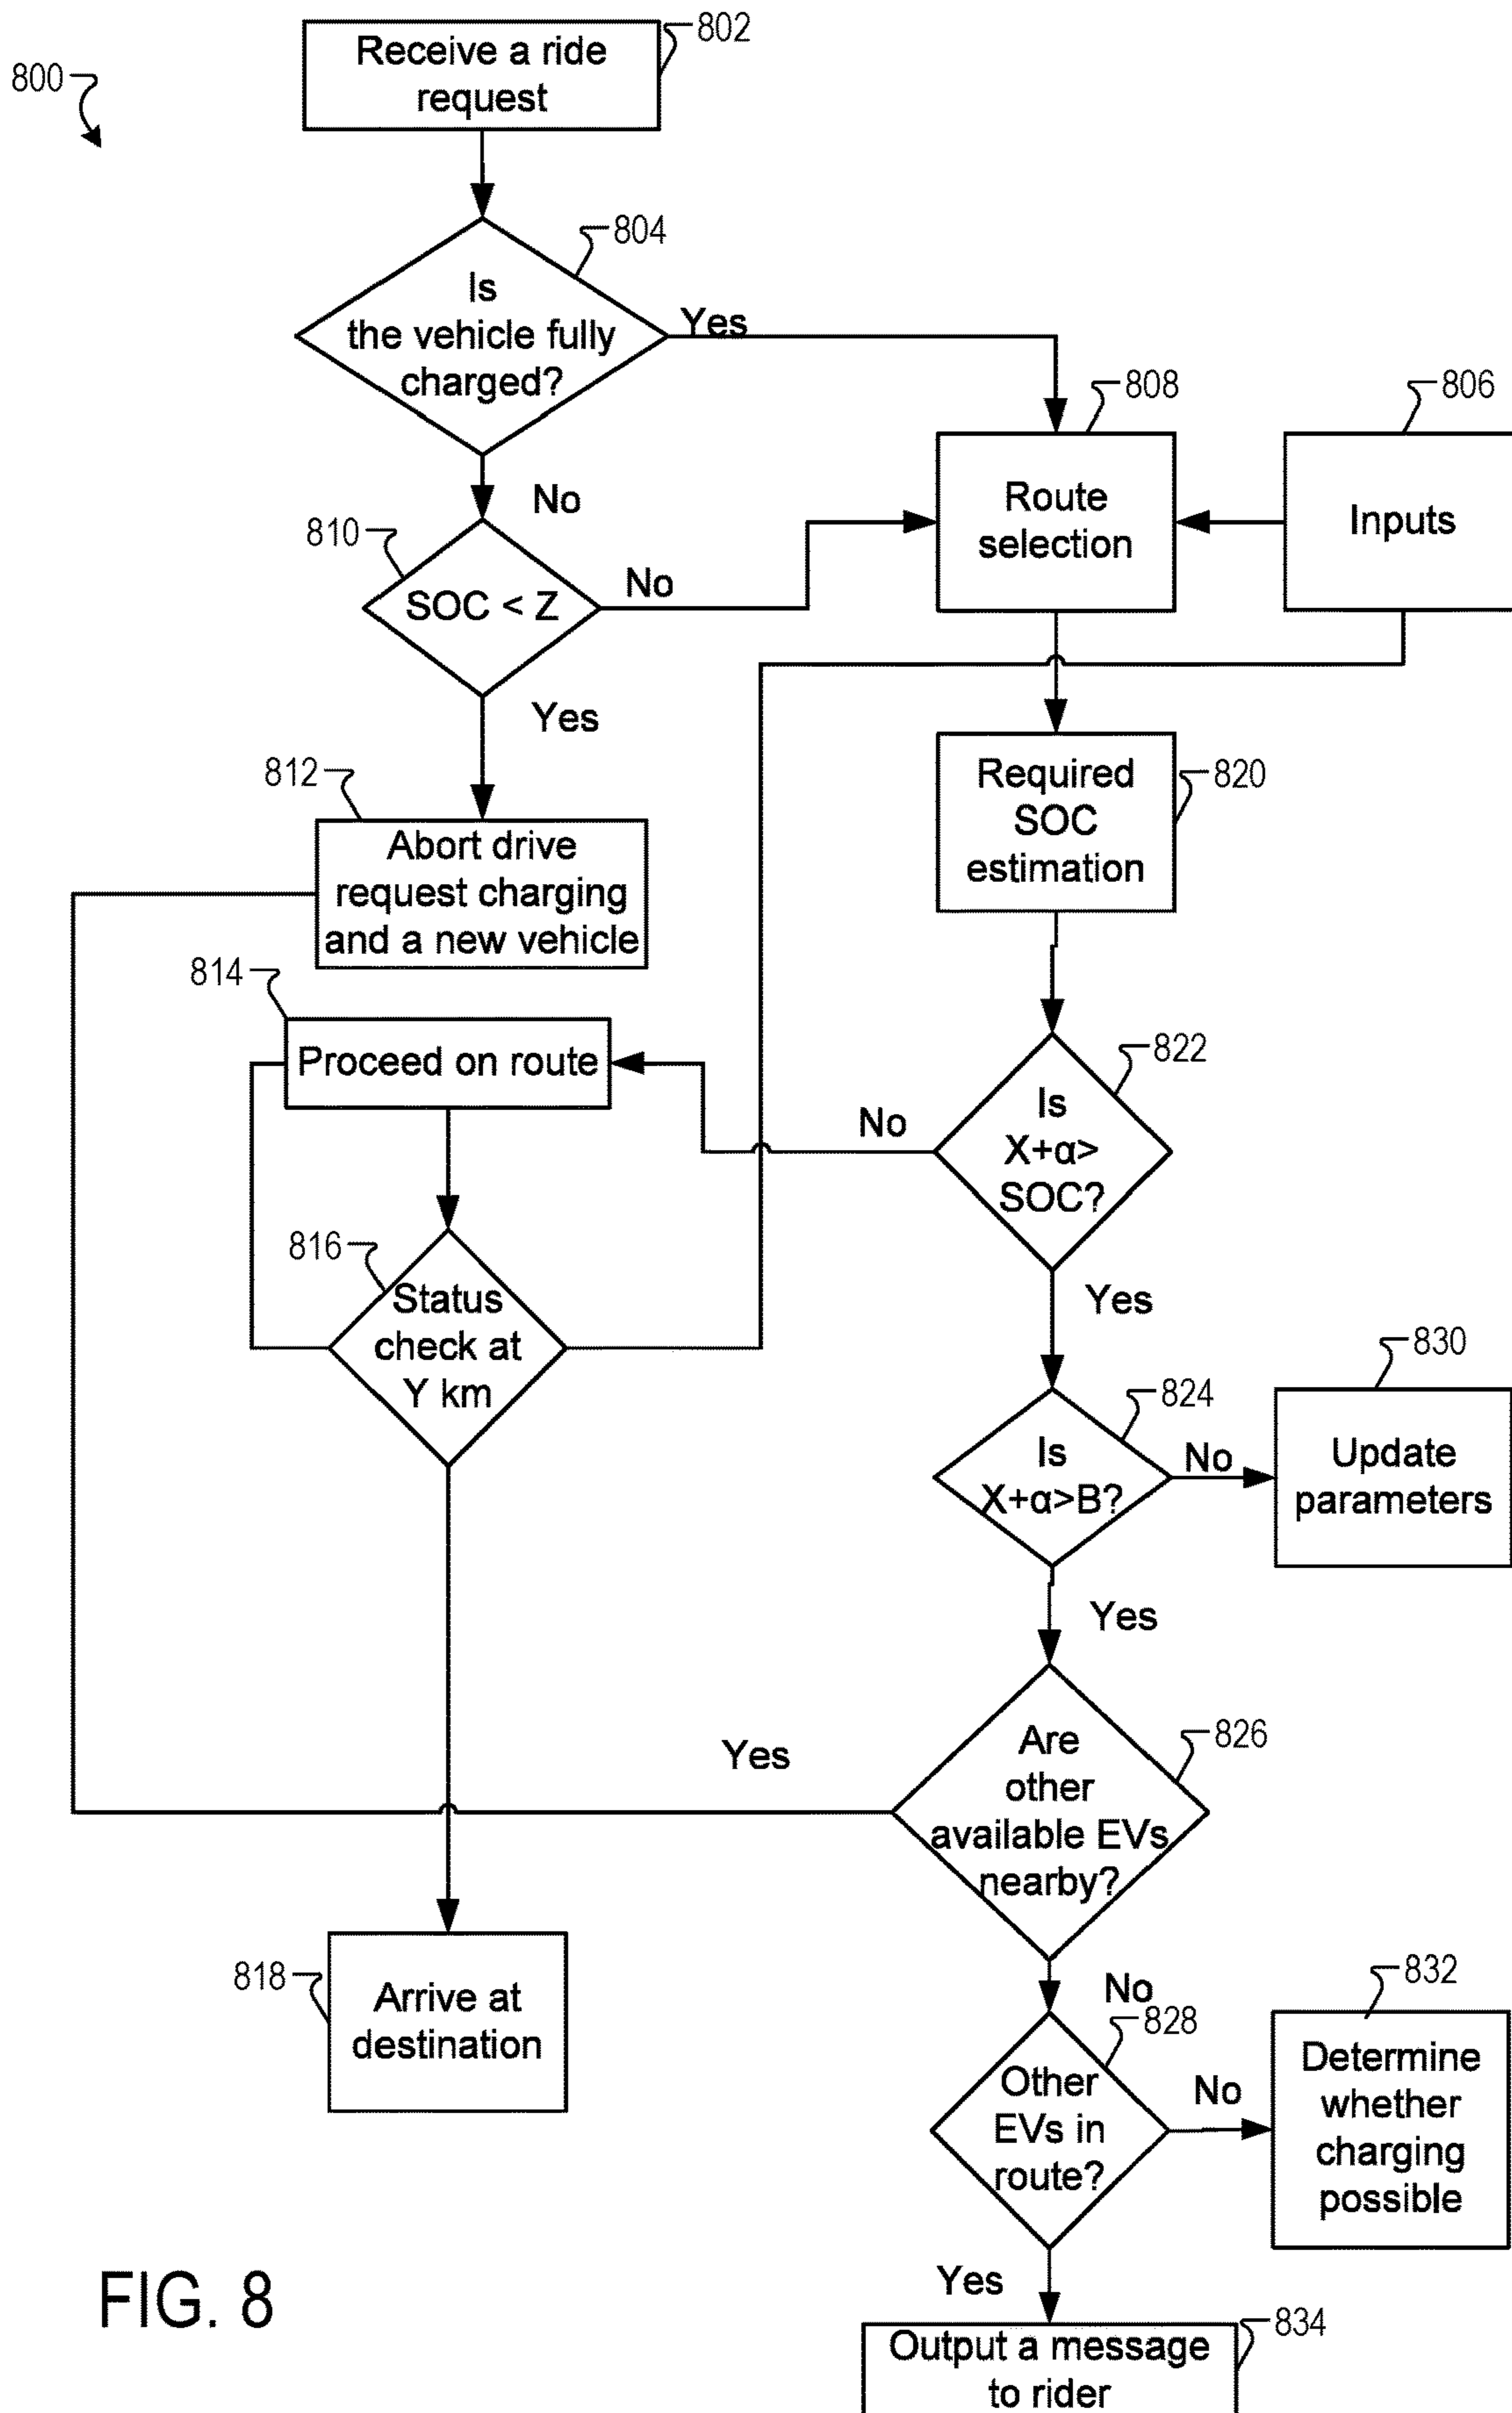 800
802
Receive a ride
request
804
Is
the vehicle fully
charged?
Yes
No
808
Route
selection
806
Inputs
810
SOC < Z
No
Yes
812
Abort drive
request charging
and a new vehicle
820
Required
SOC
estimation
814
Proceed on route
822
Is
X+α>
SOC?
No
Yes
816
Status
check at
Y km
824
Is
X+α>B?
No
Yes
830
Update
parameters
826
Are
other
available EVs
nearby?
Yes
No
818
Arrive at
destination
828
Other
EVs in
route?
No
Yes
832
Determine
whether
charging
possible
834
Output a message
to rider
FIG. 8